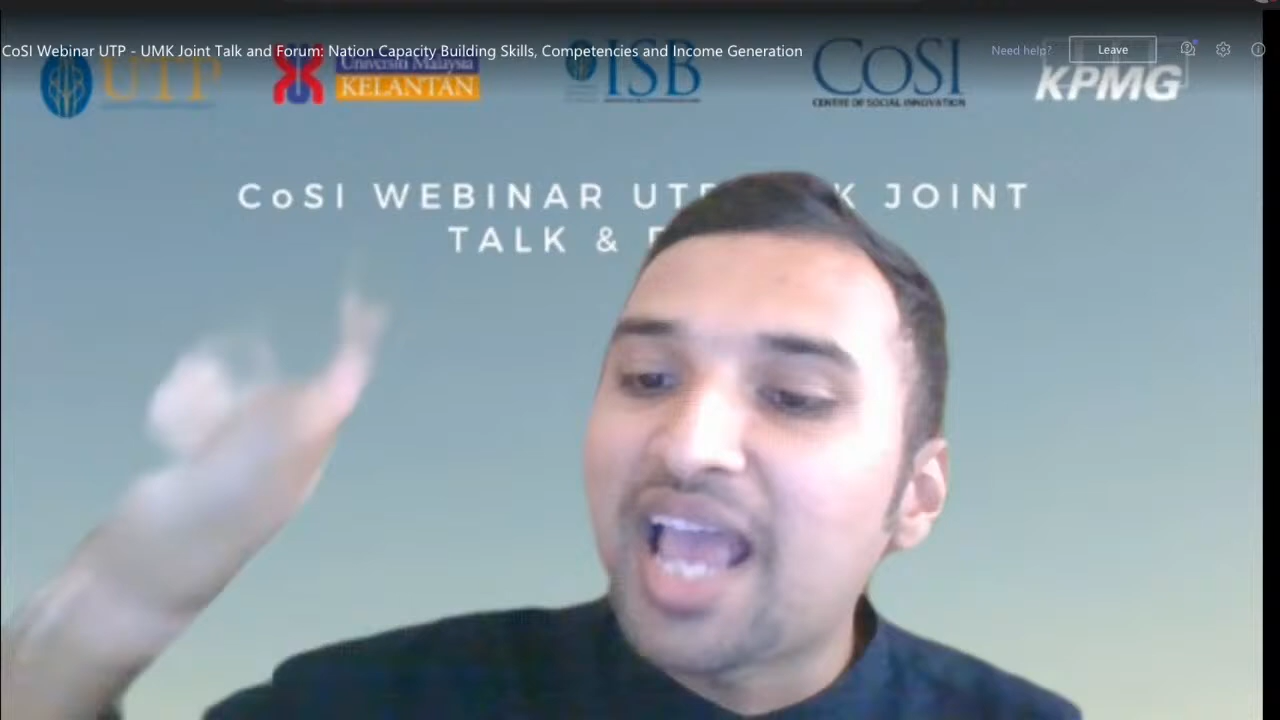 CoSI Webinar UTP - UMK Joint Talk and Forum: Nation Capacity Building Skills, Competencies and Income Generation
Need help?
Leave
UTP
Universiti Malaysia
KELANTAN
ISB
CoSI
CENTRE OF SOCIAL INNOVATION
KPMG
CoSI WEBINAR UTP JOINT
TALK &